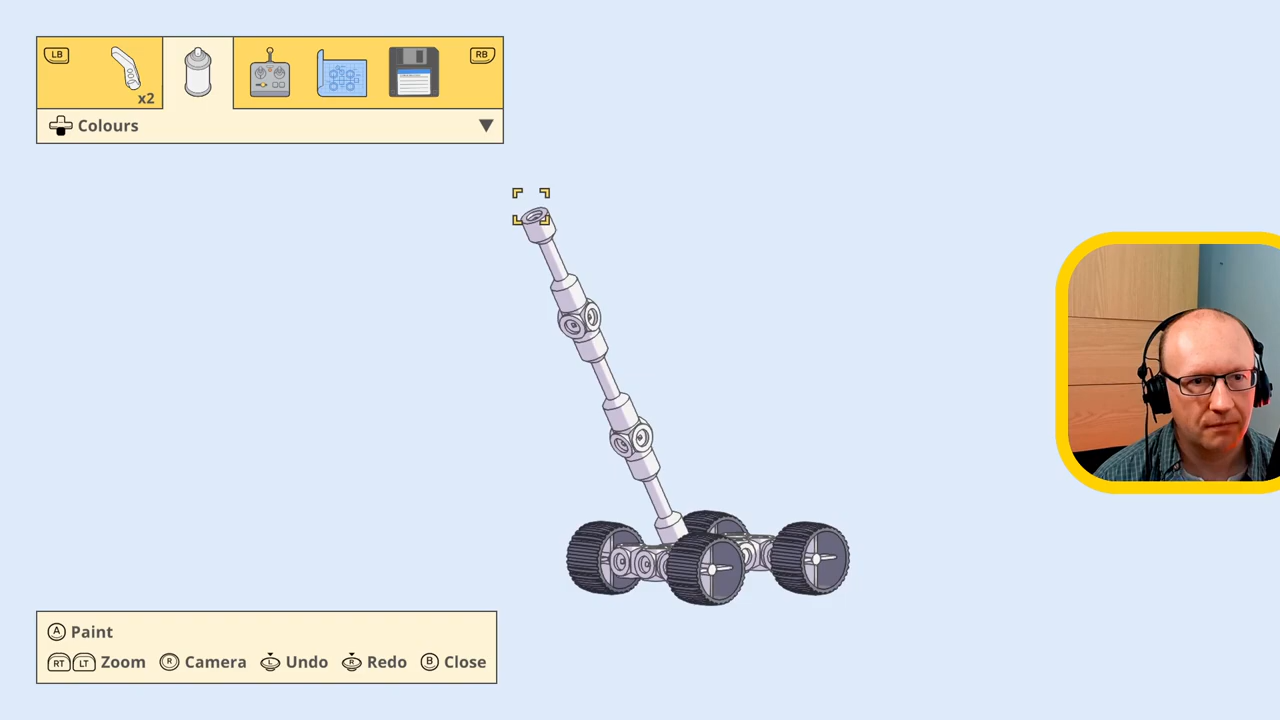 LB
RB
x2
Colours
A Paint
RT LT Zoom R Camera L Undo R Redo B Close